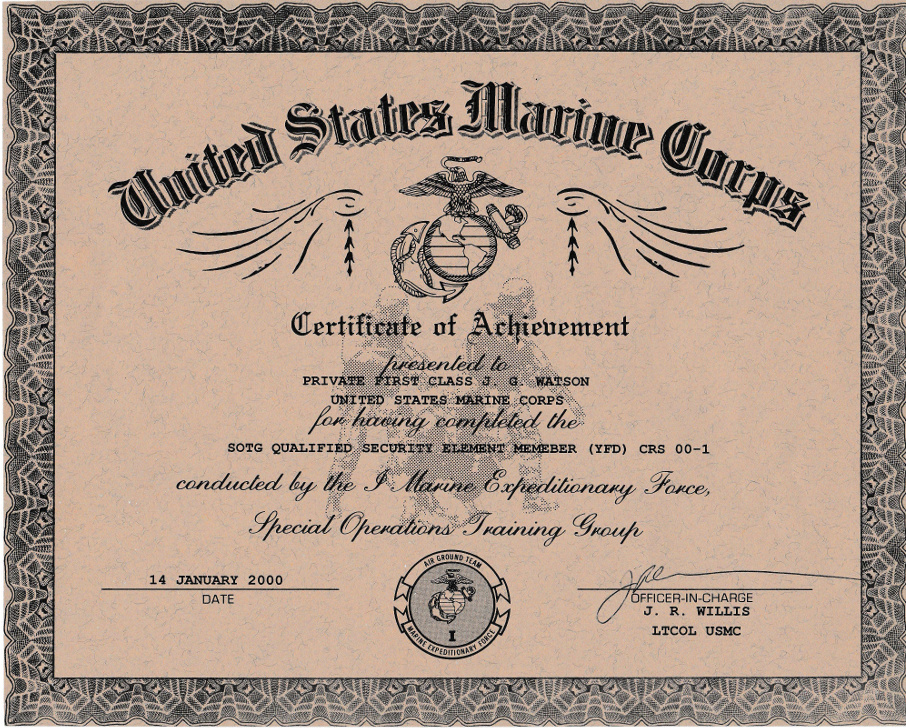 United States Marine Corps
Certificate of Achievement
presented to
PRIVATE FIRST CLASS J. G. WATSON
UNITED STATES MARINE CORPS
for having completed the
SOTG QUALIFIED SECURITY ELEMENT MEMEBER (YFD) CRS 00-1
conducted by the I Marine Expeditionary Force,
Special Operations Training Group
AIR GROUND TEAM
I
MARINE EXPEDITIONARY FORCE
14 JANUARY 2000
DATE
OFFICER-IN-CHARGE
J. R. WILLIS
LTCOL USMC